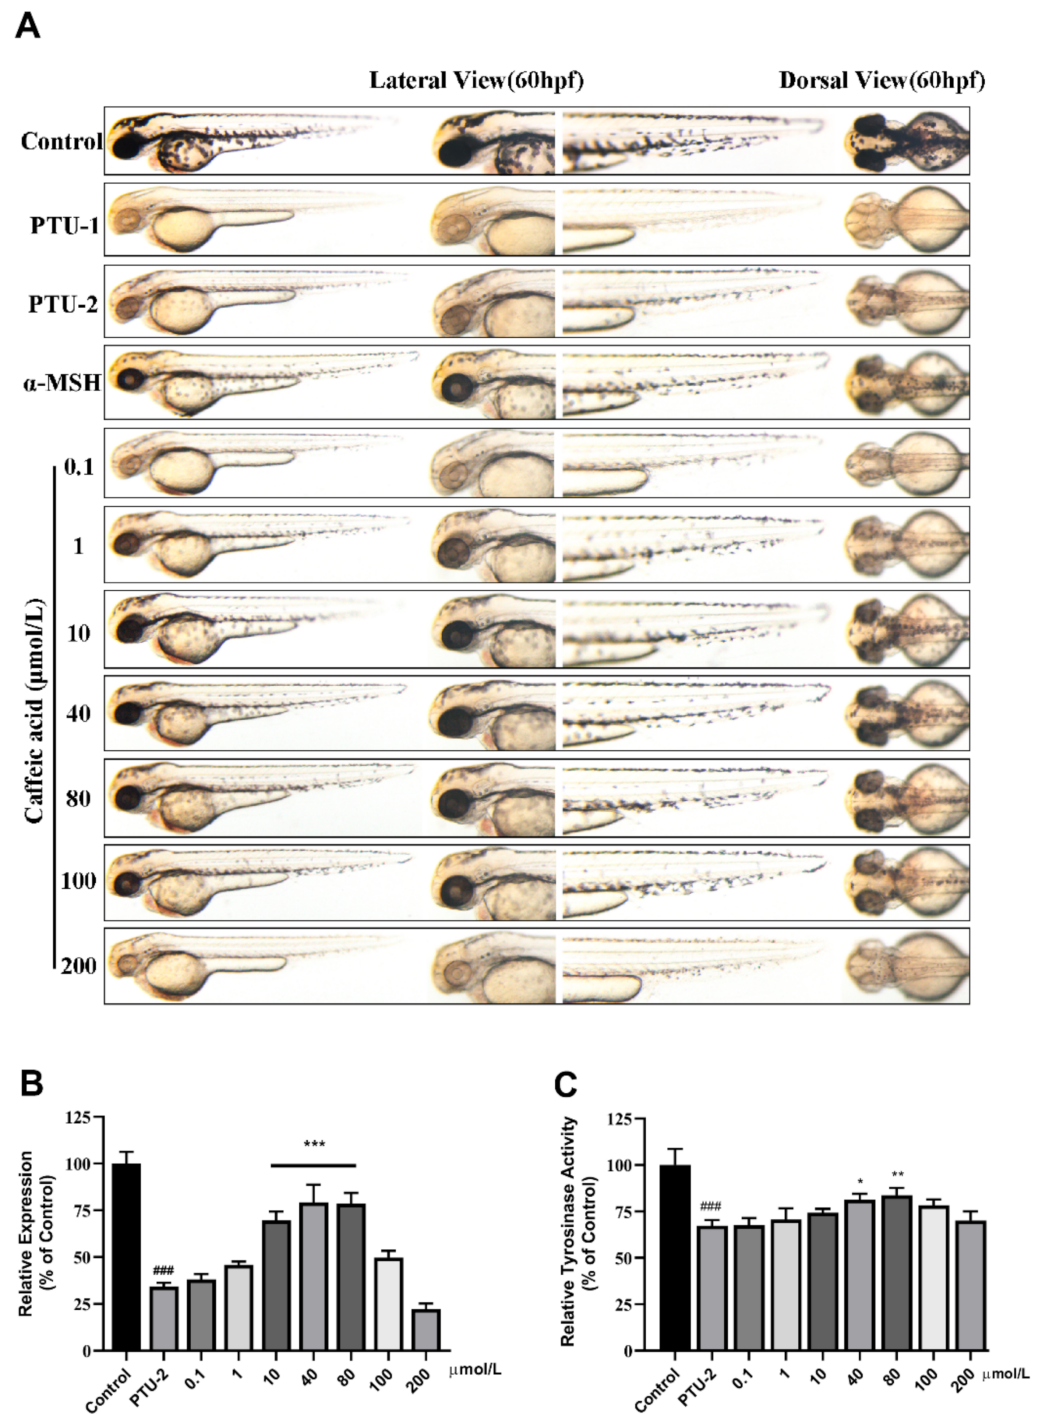 A
Lateral View(60hpf)
Dorsal View(60hpf)
Control
PTU-1
PTU-2
α-MSH
0.1
1
10
40
80
100
200
Caffeic acid (μmol/L)
B
125
100
75
50
25
0
Relative Expression
(% of Control)
###
***
Control
PTU-2
0.1
1
10
40
80
100
200
μmol/L
C
125
100
75
50
25
0
Relative Tyrosinase Activity
(% of Control)
###
*
**
Control
PTU-2
0.1
1
10
40
80
100
200
μmol/L